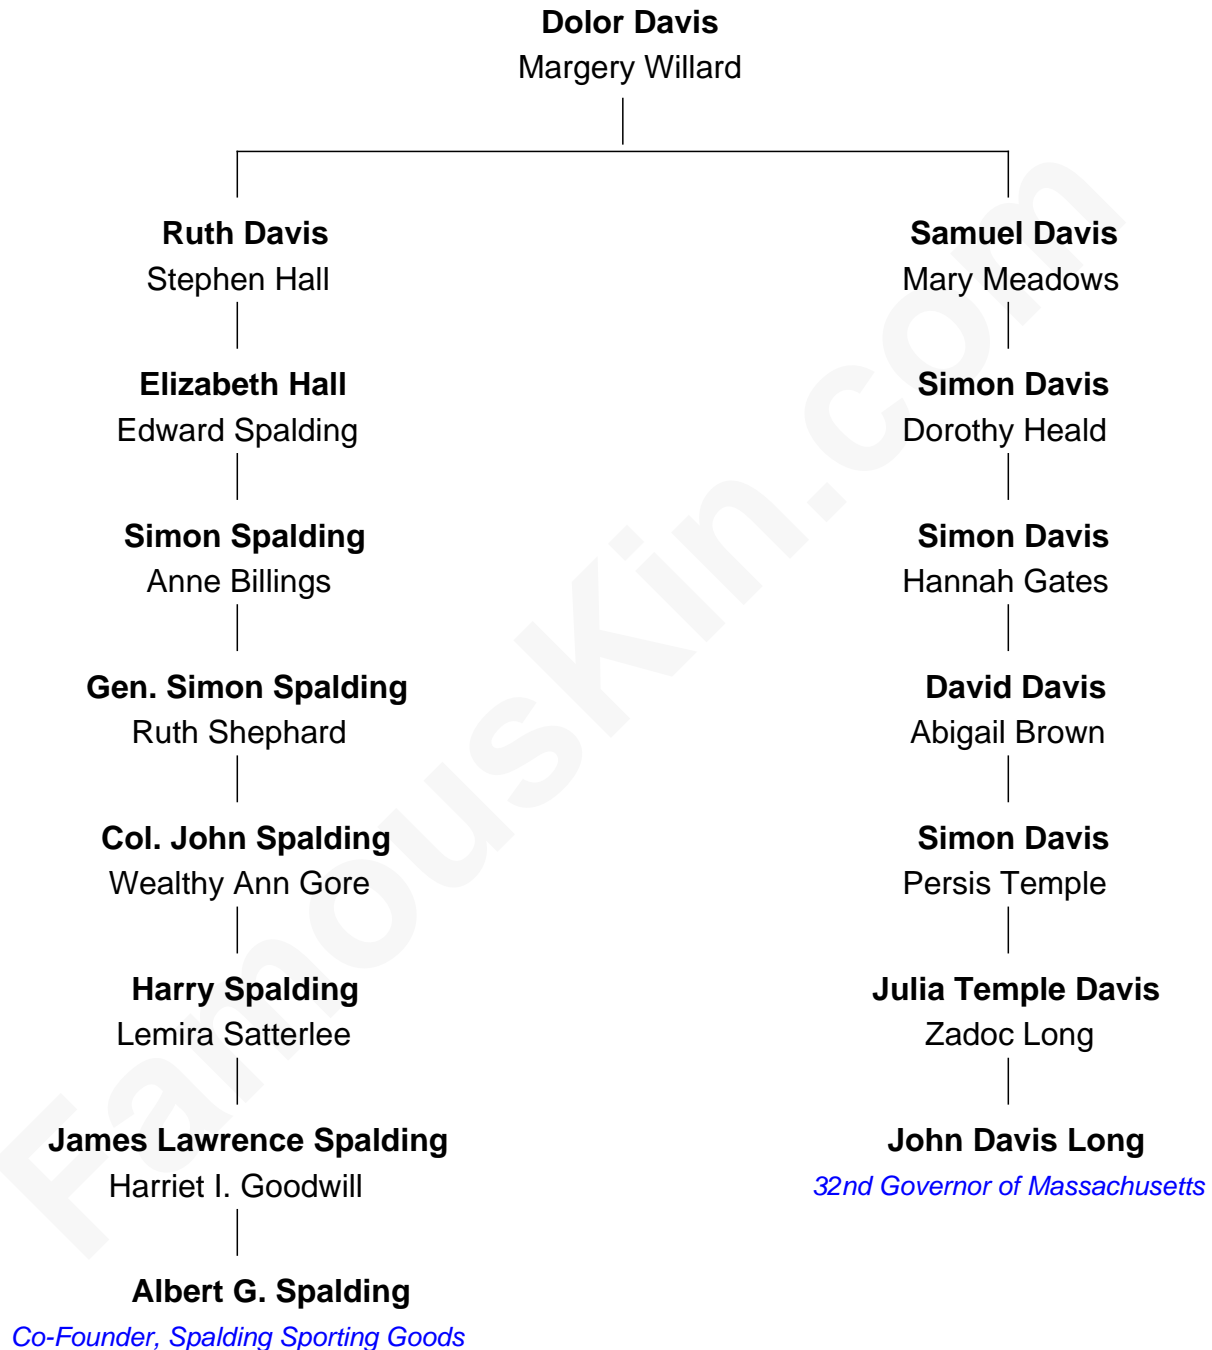 Dolor Davis
Margery Willard
Ruth Davis
Stephen Hall
Elizabeth Hall
Edward Spalding
Simon Spalding
Anne Billings
Gen. Simon Spalding
Ruth Shephard
Col. John Spalding
Wealthy Ann Gore
Harry Spalding
Lemira Satterlee
James Lawrence Spalding
Harriet I. Goodwill
Albert G. Spalding
Co-Founder, Spalding Sporting Goods
Samuel Davis
Mary Meadows
Simon Davis
Dorothy Heald
Simon Davis
Hannah Gates
David Davis
Abigail Brown
Simon Davis
Persis Temple
Julia Temple Davis
Zadoc Long
John Davis Long
32nd Governor of Massachusetts
FamousKin.com